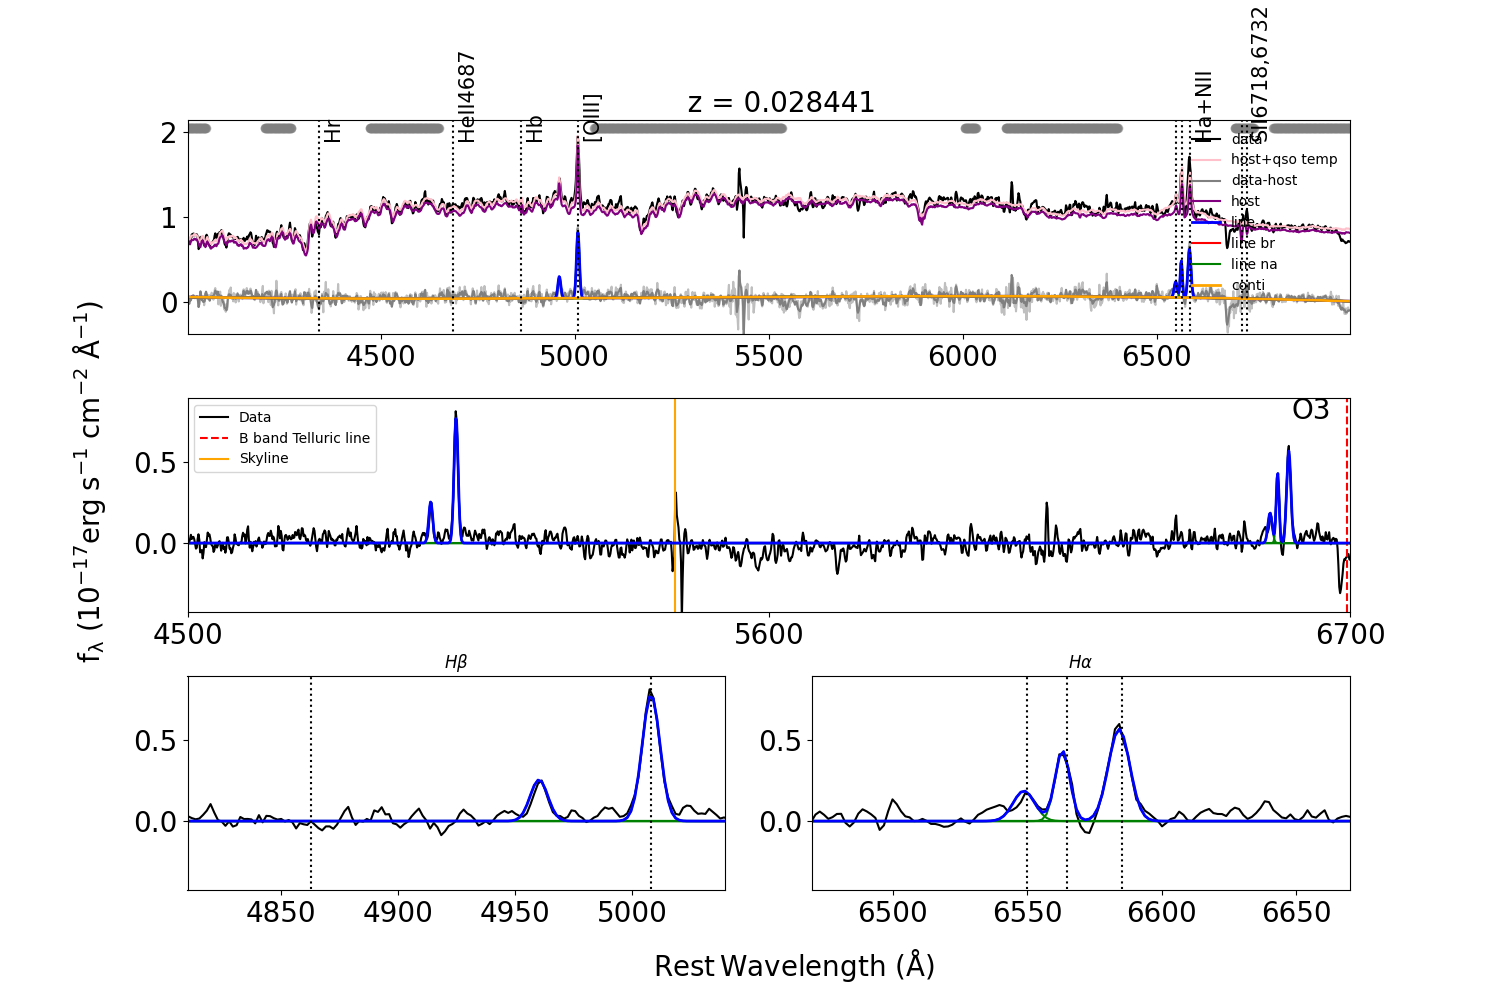 Hr
HeII4687
Hb
[OIII]
Ha+NII
SII6718,6732
z = 0.028441
2
1
0
data
host+qso temp
data-host
host
line
line br
line na
conti
4500 5000 5500 6000 6500
f_λ (10^−17 erg s^−1 cm^−2 Å^−1)
Data
B band Telluric line
Skyline
O3
0.5
0.0
4500 5600 6700
Hβ
0.5
0.0
4850 4900 4950 5000
Hα
0.5
0.0
6500 6550 6600 6650
Rest Wavelength (Å)